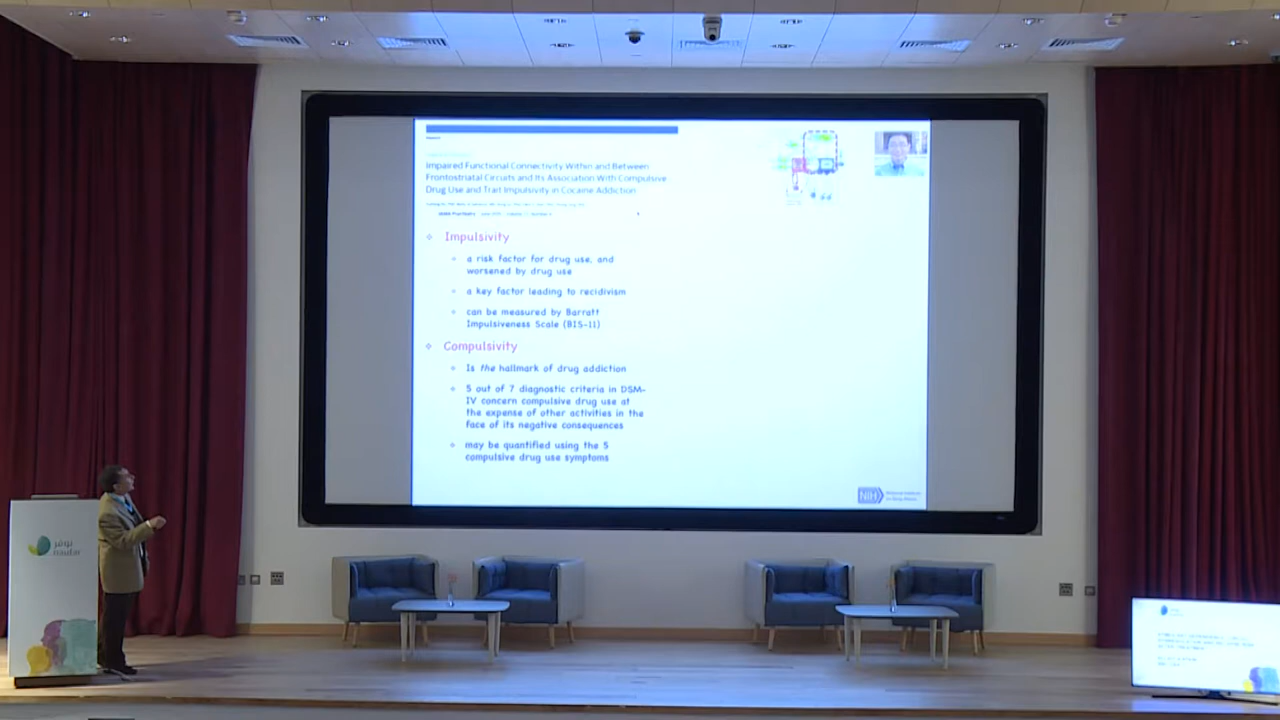 Impaired Functional Connectivity Within and Between
Frontostriatal Circuits and Its Association With Compulsive
Drug Use and Trait Impulsivity in Cocaine Addiction
Impulsivity
a risk factor for drug use, and
worsened by drug use
a key factor leading to recidivism
can be measured by Barratt
Impulsiveness Scale (BIS-11)
Compulsivity
Is the hallmark of drug addiction
5 out of 7 diagnostic criteria in DSM-
IV concern compulsive drug use at
the expense of other activities in the
face of its negative consequences
may be quantified using the 5
compulsive drug use symptoms
NIH
نوفر
naufar